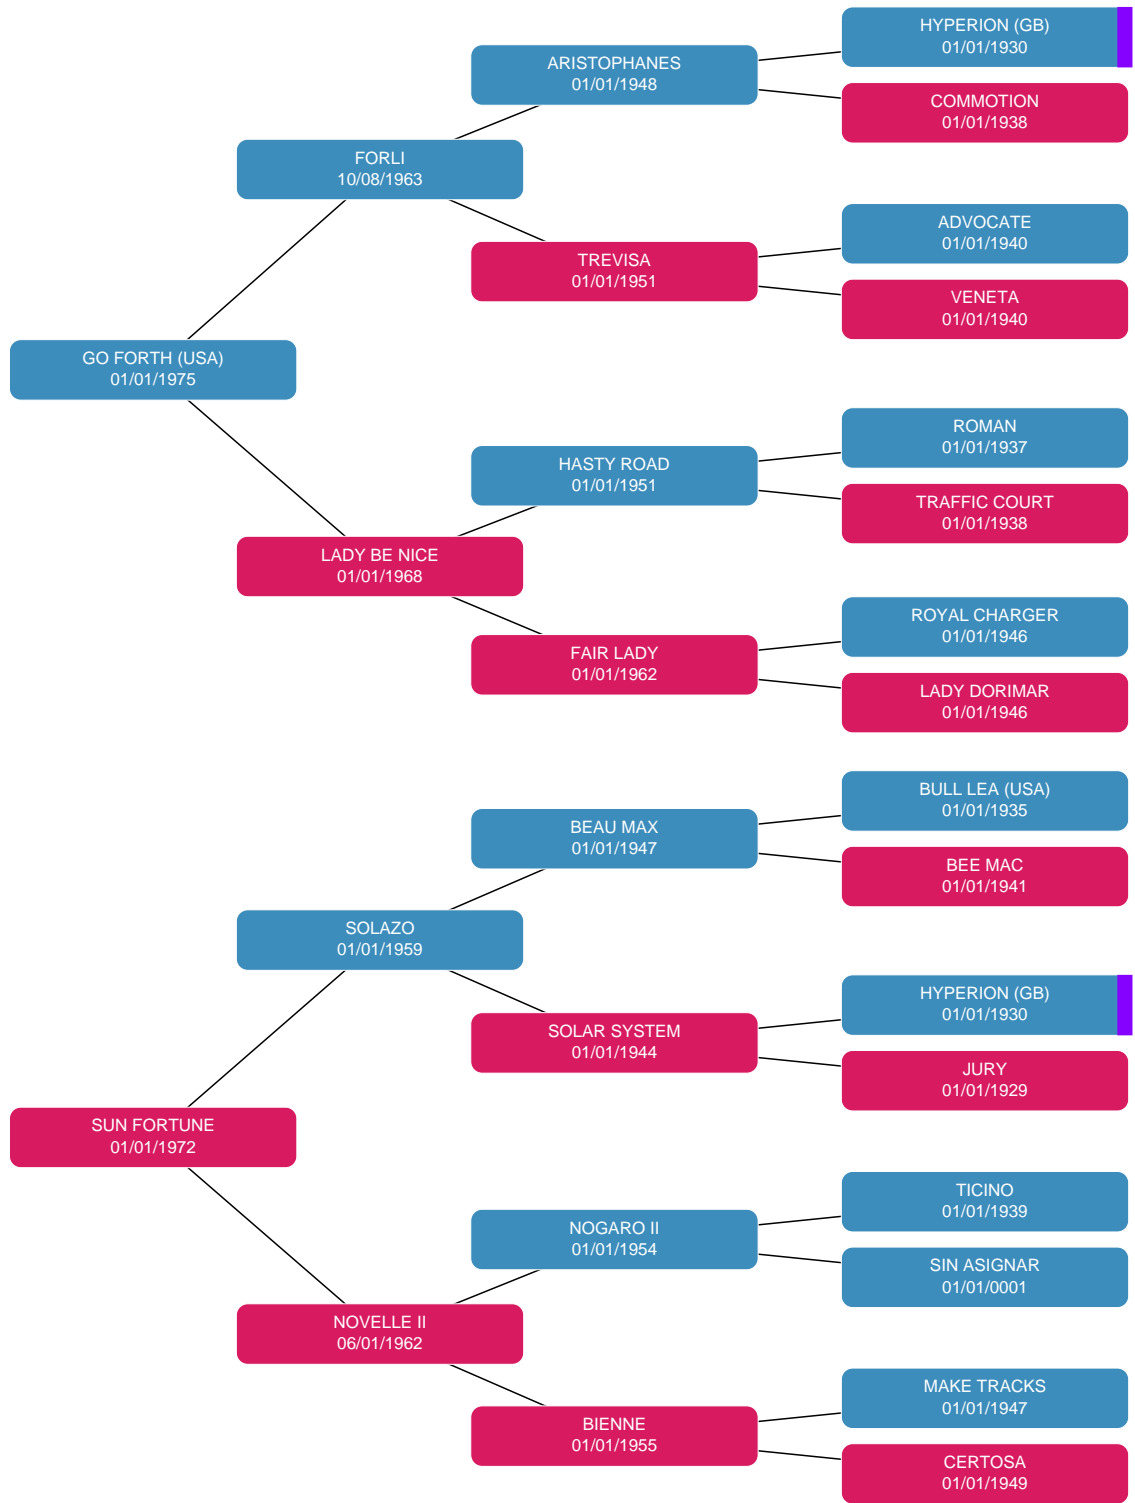 HYPERION (GB)
01/01/1930
ARISTOPHANES
01/01/1948
COMMOTION
01/01/1938
FORLI
10/08/1963
ADVOCATE
01/01/1940
TREVISA
01/01/1951
VENETA
01/01/1940
GO FORTH (USA)
01/01/1975
ROMAN
01/01/1937
HASTY ROAD
01/01/1951
TRAFFIC COURT
01/01/1938
LADY BE NICE
01/01/1968
ROYAL CHARGER
01/01/1946
FAIR LADY
01/01/1962
LADY DORIMAR
01/01/1946
BULL LEA (USA)
01/01/1935
BEAU MAX
01/01/1947
BEE MAC
01/01/1941
SOLAZO
01/01/1959
HYPERION (GB)
01/01/1930
SOLAR SYSTEM
01/01/1944
JURY
01/01/1929
SUN FORTUNE
01/01/1972
TICINO
01/01/1939
NOGARO II
01/01/1954
SIN ASIGNAR
01/01/0001
NOVELLE II
06/01/1962
MAKE TRACKS
01/01/1947
BIENNE
01/01/1955
CERTOSA
01/01/1949